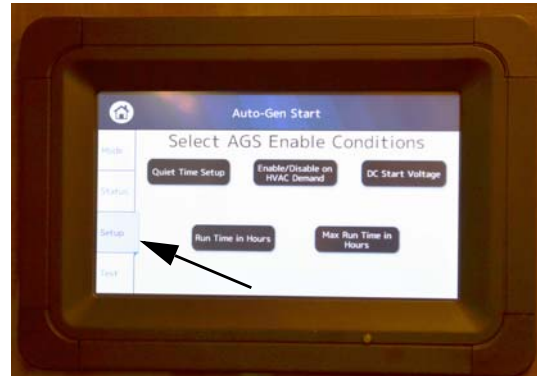 Auto-Gen Start
Select AGS Enable Conditions
Mode
Quiet Time Setup
Enable/Disable on
HVAC Demand
DC Start Voltage
Status
Setup
Run Time in Hours
Max Run Time in
Hours
Test